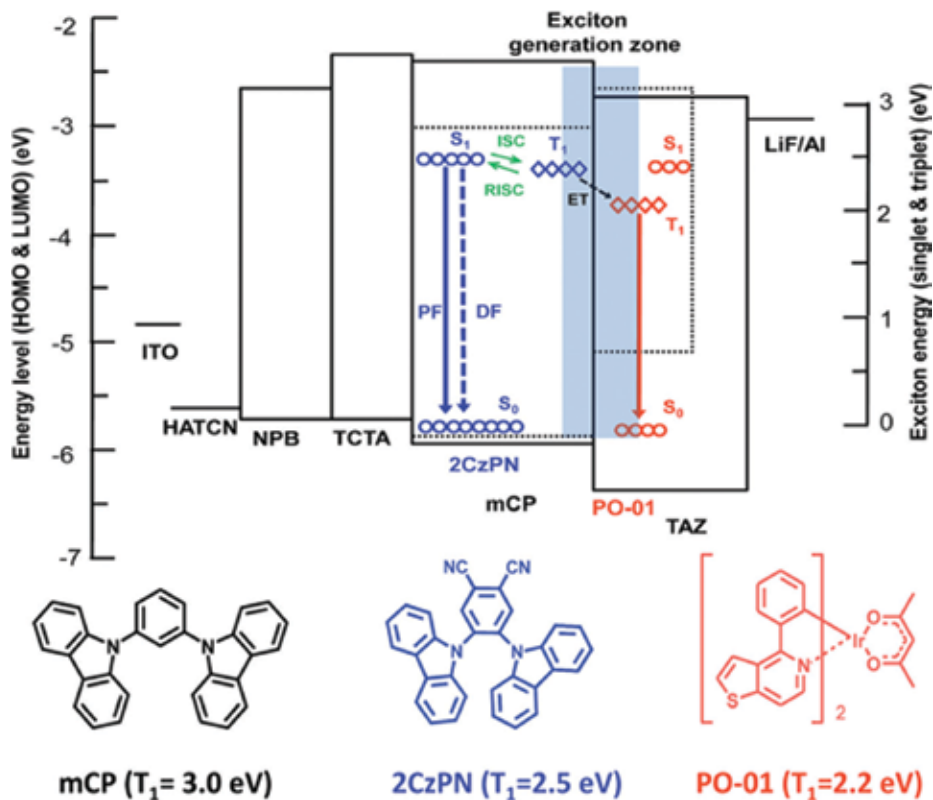 Exciton
generation zone
Energy level (HOMO & LUMO) (eV)
-2
-3
-4
-5
-6
-7
ITO
HATCN
NPB
TCTA
S1
ISC
RISC
T1
ET
PF
DF
S0
2CzPN
mCP
S1
T1
S0
PO-01
TAZ
LiF/Al
3
2
1
0
Exciton energy (singlet & triplet) (eV)
N
N
CN
CN
N
N
S
N
Ir
O
O
2
mCP (T1= 3.0 eV)
2CzPN (T1=2.5 eV)
PO-01 (T1=2.2 eV)